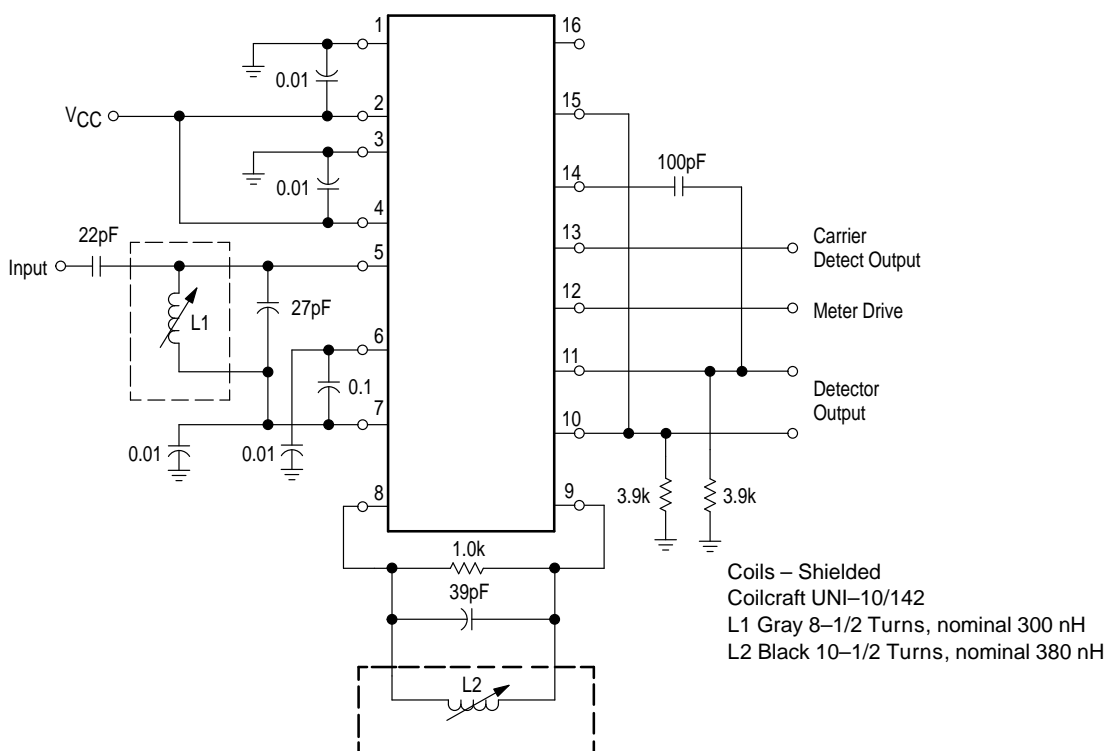 1
16
0.01
VCC
2
15
3
14
100pF
0.01
4
13
Carrier
Detect Output
22pF
5
Input
L1
27pF
12
Meter Drive
6
11
0.1
Detector
Output
7
10
0.01
0.01
3.9k
3.9k
8
9
1.0k
39pF
L2
Coils – Shielded
Coilcraft UNI–10/142
L1 Gray 8–1/2 Turns, nominal 300 nH
L2 Black 10–1/2 Turns, nominal 380 nH